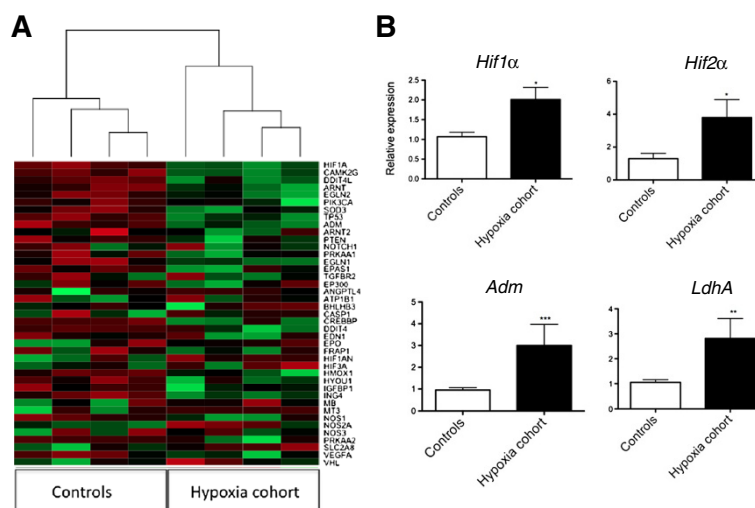 A
HIF1A
CAMK2G
DDIT4L
ARNT
EGLN2
PIK3CA
SOD3
TP53
ADM
ARNT2
PTEN
NOTCH1
PRKAA1
EGLN1
EPAS1
TGFBR2
EP300
ANGPTL4
ATP1B1
BHLHB3
CASP1
CREBBP
DDIT4
EDN1
EPO
FRAP1
HIF1AN
HIF3A
HMOX1
HYOU1
IGFBP1
ING4
MB
MT3
NOS1
NOS2A
NOS3
PRKAA2
SLC2A8
VEGFA
VHL
Controls
Hypoxia cohort
B
Hif1α
Relative expression
2.5
2.0
1.5
1.0
0.5
0.0
*
Controls
Hypoxia cohort
Hif2α
6
4
2
0
*
Controls
Hypoxia cohort
Adm
5
4
3
2
1
0
***
Controls
Hypoxia cohort
LdhA
4
3
2
1
0
**
Controls
Hypoxia cohort